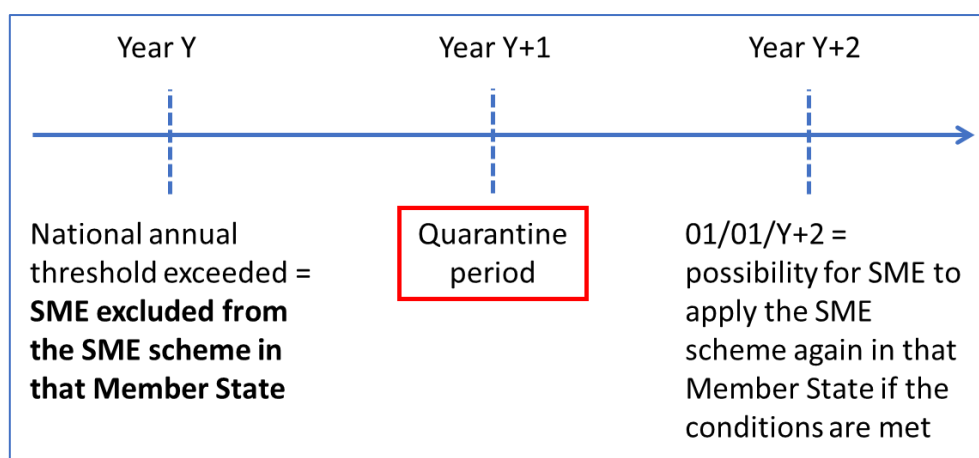 Year Y
Year Y+1
Year Y+2
National annual
threshold exceeded =
SME excluded from
the SME scheme in
that Member State
Quarantine
period
01/01/Y+2 =
possibility for SME to
apply the SME
scheme again in that
Member State if the
conditions are met